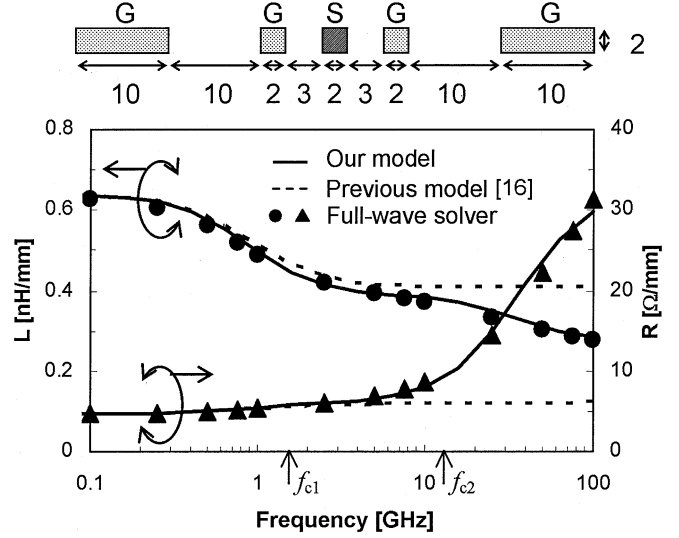 G G S G G
2
10 10 2 3 2 3 2 10 10
0.8 40
Our model
Previous model [16]
Full-wave solver
0.6 30
L [nH/mm]
0.4 20
R [Ω/mm]
0.2 10
0 0
fc1 fc2
0.1 1 10 100
Frequency [GHz]